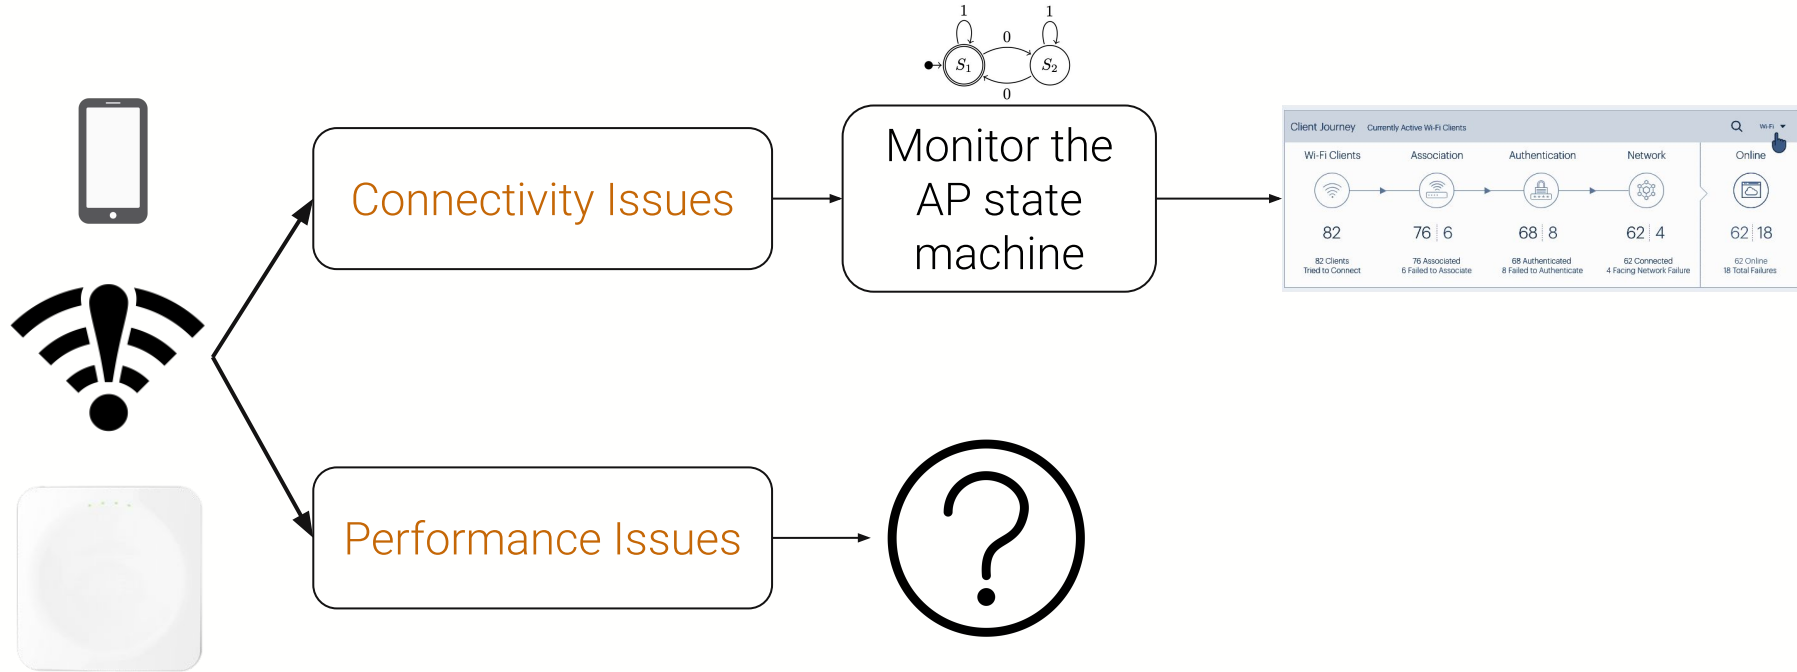 1
1
0
S1
S2
0
Connectivity Issues
Monitor the
AP state
machine
Client Journey Currently Active Wi-Fi Clients
Wi-Fi
Wi-Fi Clients Association Authentication Network Online
82 76 6 68 8 62 4 62 18
82 Clients 76 Associated 68 Authenticated 62 Connected 62 Online
Tried to Connect 6 Failed to Associate 8 Failed to Authenticate 4 Facing Network Failure 18 Total Failures
Performance Issues
?